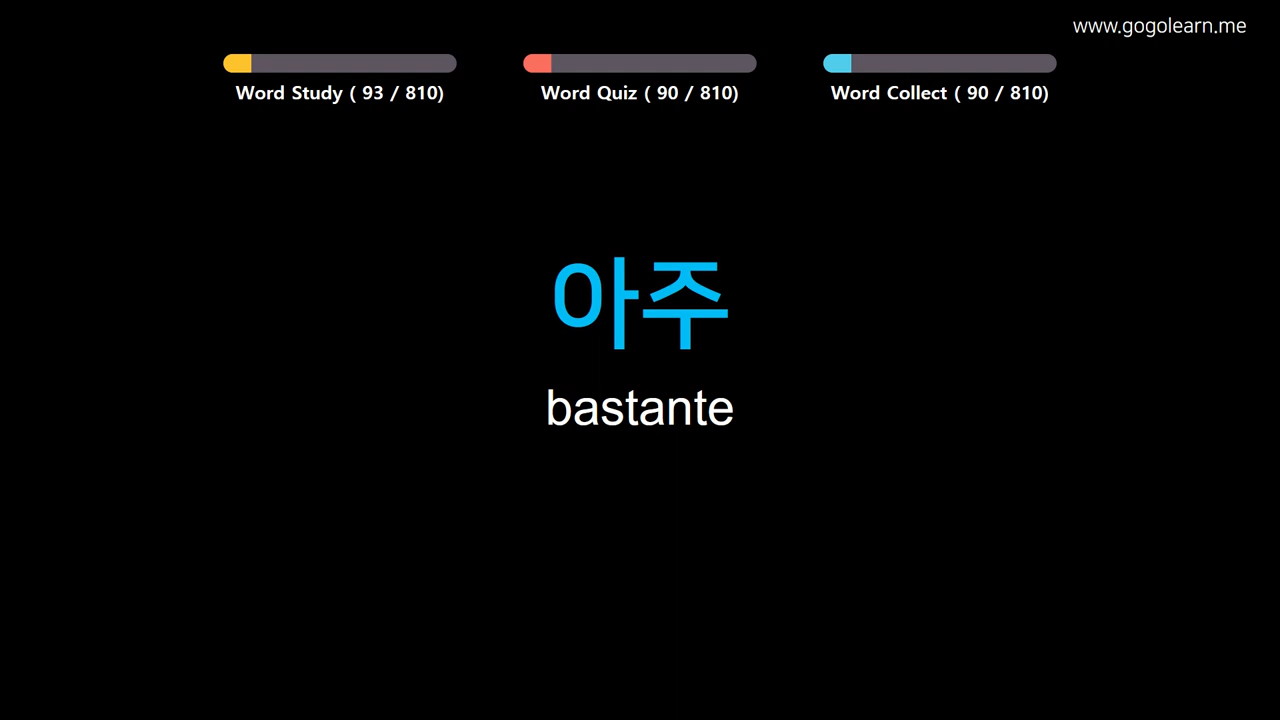 www.gogolearn.me
Word Study ( 93 / 810)
Word Quiz ( 90 / 810)
Word Collect ( 90 / 810)
아주
bastante